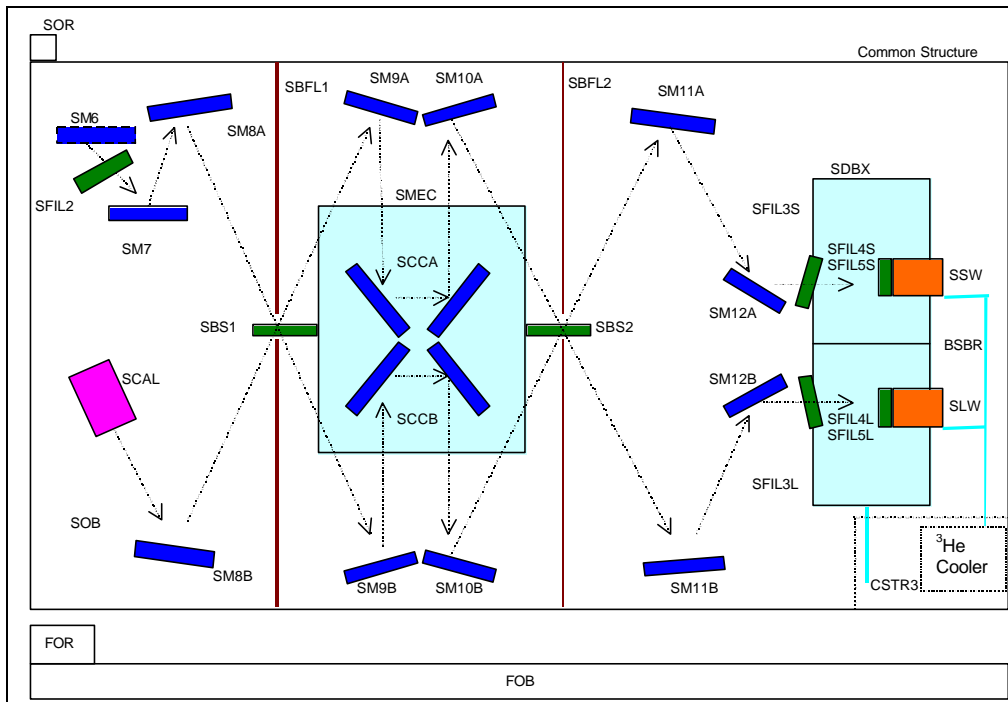 SOR
Common Structure
SBFL1
SM9A
SM10A
SBFL2
SM11A
SM6
SM8A
SFIL2
SM7
SMEC
SDBX
SFIL3S
SCCA
SFIL4S
SFIL5S
SSW
SM12A
SBS1
SBS2
BSBR
SCAL
SM12B
SCCB
SFIL4L
SFIL5L
SLW
SFIL3L
SOB
SM8B
SM9B
SM10B
SM11B
CSTR3
³He
Cooler
FOR
FOB